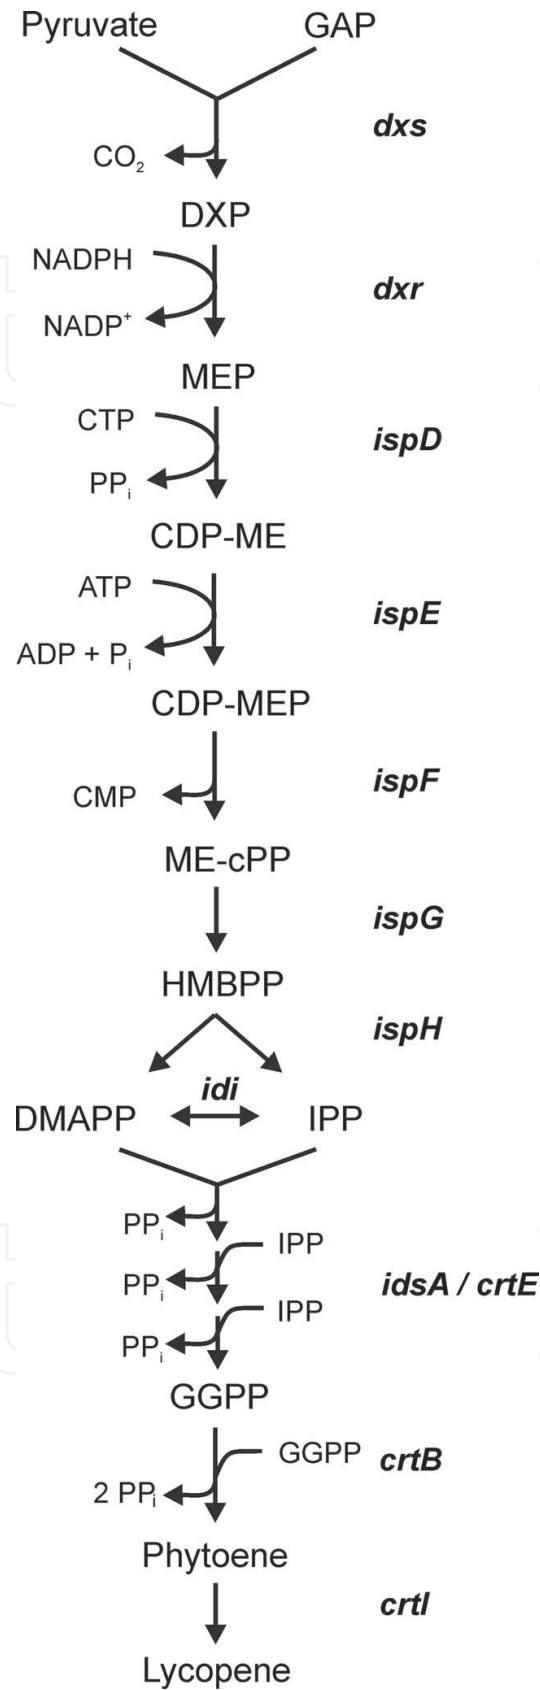 Pyruvate GAP
dxs
CO₂
DXP
NADPH
dxr
NADP⁺
MEP
CTP
ispD
PPᵢ
CDP-ME
ATP
ispE
ADP + Pᵢ
CDP-MEP
ispF
CMP
ME-cPP
ispG
HMBPP
ispH
idi
DMAPP IPP
PPᵢ
IPP
PPᵢ
idsA / crtE
IPP
PPᵢ
GGPP
GGPP crtB
2 PPᵢ
Phytoene
crtI
Lycopene